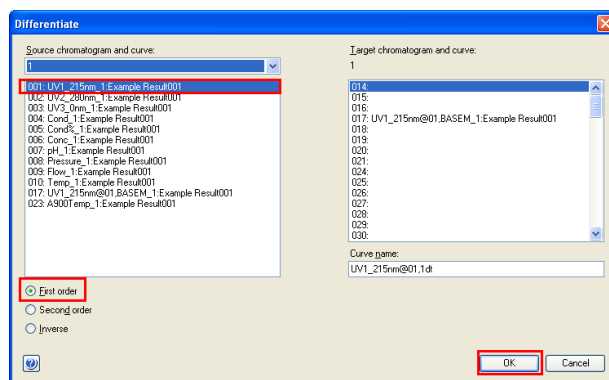 Differentiate
Source chromatogram and curve:
1
001: UV1_215nm_1:Example Result001
002: UV2_280nm_1:Example Result001
003: UV3_0nm_1:Example Result001
004: Cond_1:Example Result001
005: Cond%_1:Example Result001
006: Conc_1:Example Result001
007: pH_1:Example Result001
008: Pressure_1:Example Result001
009: Flow_1:Example Result001
010: Temp_1:Example Result001
017: UV1_215nm@01,BASEM_1:Example Result001
023: A900Temp_1:Example Result001
First order
Second order
Inverse
Target chromatogram and curve:
1
014:
015:
016:
017: UV1_215nm@01,BASEM_1:Example Result001
018:
019:
020:
021:
024:
025:
026:
027:
028:
029:
030:
Curve name:
UV1_215nm@01,1dt
OK
Cancel